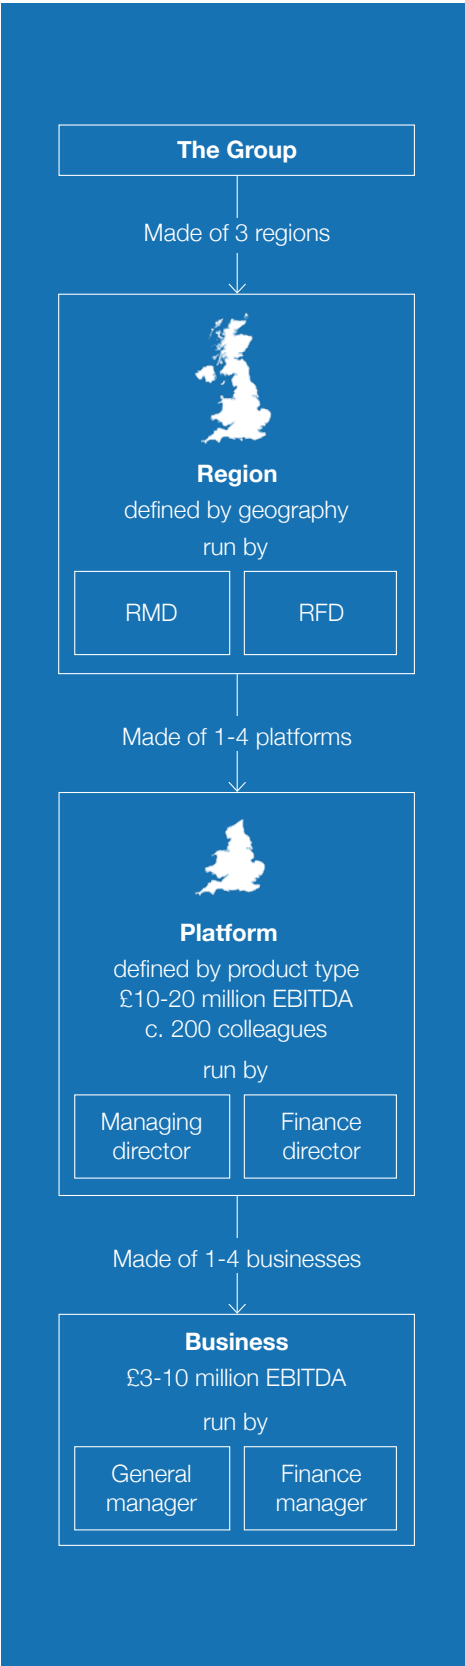 The Group
Made of 3 regions
Region
defined by geography
run by
RMD
RFD
Made of 1-4 platforms
Platform
defined by product type
£10-20 million EBITDA
c. 200 colleagues
run by
Managing
director
Finance
director
Made of 1-4 businesses
Business
£3-10 million EBITDA
run by
General
manager
Finance
manager